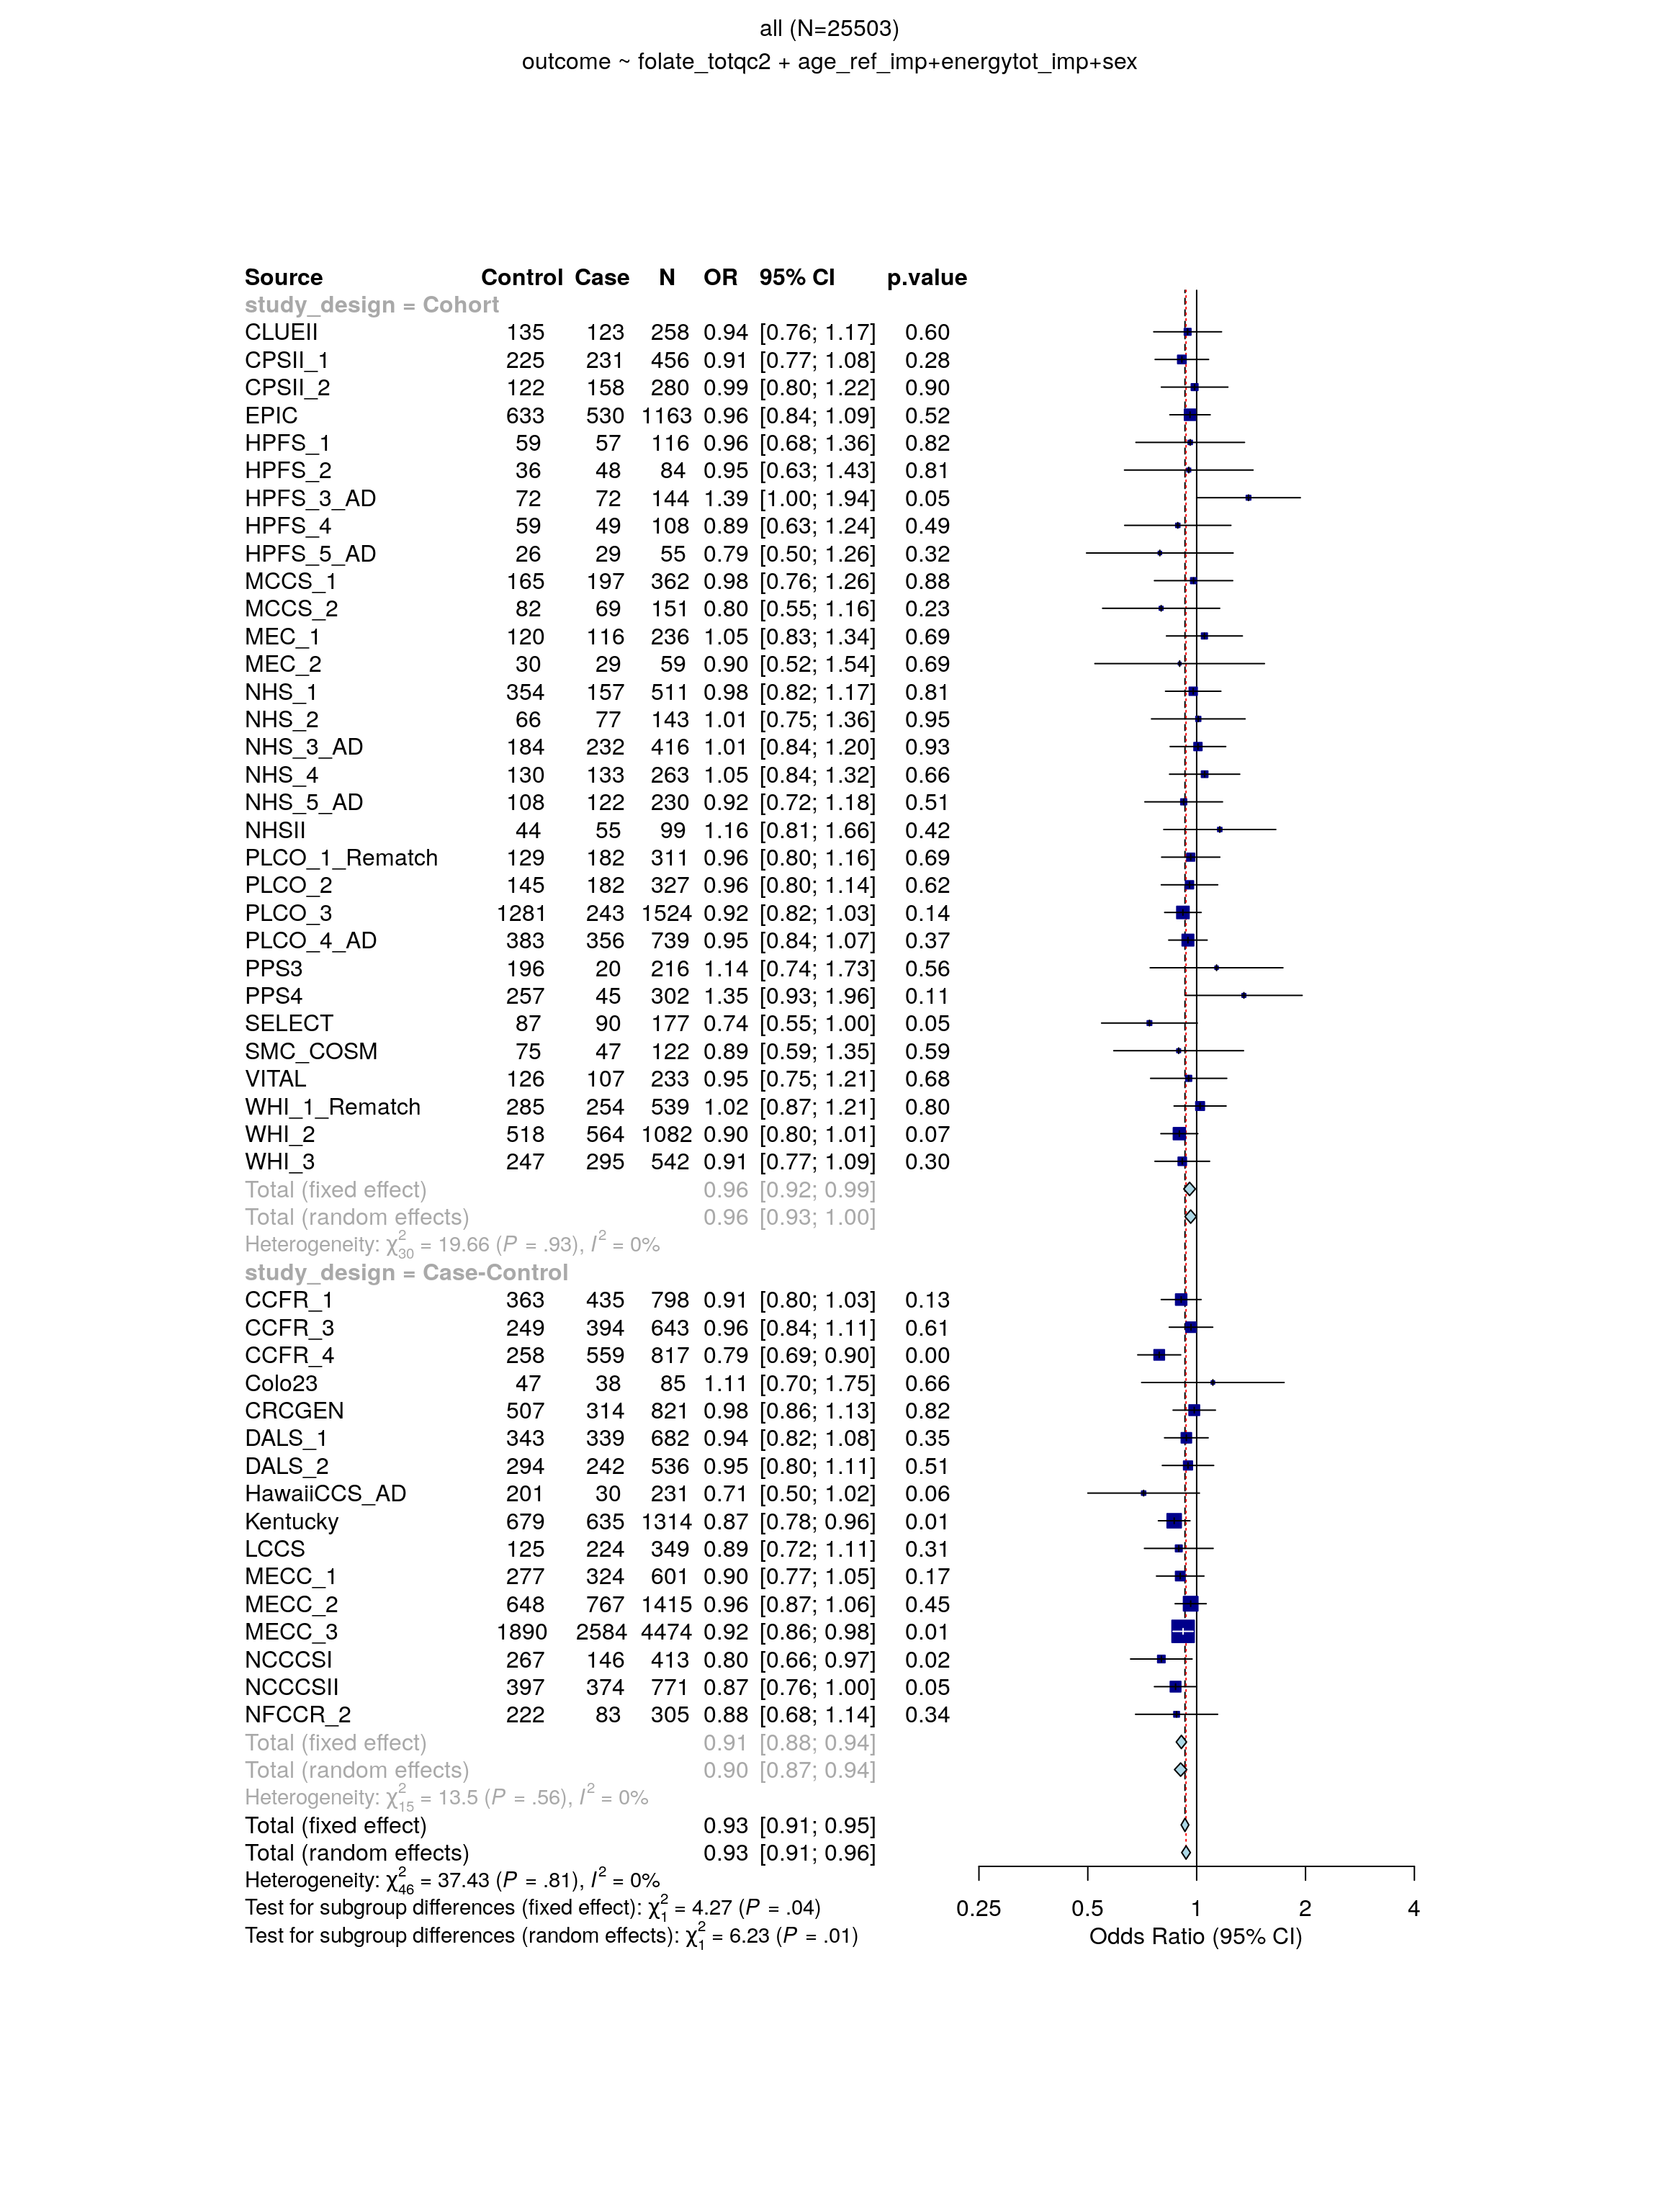 all (N=25503)
outcome ~ folate_totqc2 + age_ref_imp+energytot_imp+sex
Source Control Case N OR 95% CI p.value
study_design = Cohort
CLUEII 135 123 258 0.94 [0.76; 1.17] 0.60
CPSII_1 225 231 456 0.91 [0.77; 1.08] 0.28
CPSII_2 122 158 280 0.99 [0.80; 1.22] 0.90
EPIC 633 530 1163 0.96 [0.84; 1.09] 0.52
HPFS_1 59 57 116 0.96 [0.68; 1.36] 0.82
HPFS_2 36 48 84 0.95 [0.63; 1.43] 0.81
HPFS_3_AD 72 72 144 1.39 [1.00; 1.94] 0.05
HPFS_4 59 49 108 0.89 [0.63; 1.24] 0.49
HPFS_5_AD 26 29 55 0.79 [0.50; 1.26] 0.32
MCCS_1 165 197 362 0.98 [0.76; 1.26] 0.88
MCCS_2 82 69 151 0.80 [0.55; 1.16] 0.23
MEC_1 120 116 236 1.05 [0.83; 1.34] 0.69
MEC_2 30 29 59 0.90 [0.52; 1.54] 0.69
NHS_1 354 157 511 0.98 [0.82; 1.17] 0.81
NHS_2 66 77 143 1.01 [0.75; 1.36] 0.95
NHS_3_AD 184 232 416 1.01 [0.84; 1.20] 0.93
NHS_4 130 133 263 1.05 [0.84; 1.32] 0.66
NHS_5_AD 108 122 230 0.92 [0.72; 1.18] 0.51
NHSII 44 55 99 1.16 [0.81; 1.66] 0.42
PLCO_1_Rematch 129 182 311 0.96 [0.80; 1.16] 0.69
PLCO_2 145 182 327 0.96 [0.80; 1.14] 0.62
PLCO_3 1281 243 1524 0.92 [0.82; 1.03] 0.14
PLCO_4_AD 383 356 739 0.95 [0.84; 1.07] 0.37
PPS3 196 20 216 1.14 [0.74; 1.73] 0.56
PPS4 257 45 302 1.35 [0.93; 1.96] 0.11
SELECT 87 90 177 0.74 [0.55; 1.00] 0.05
SMC_COSM 75 47 122 0.89 [0.59; 1.35] 0.59
VITAL 126 107 233 0.95 [0.75; 1.21] 0.68
WHI_1_Rematch 285 254 539 1.02 [0.87; 1.21] 0.80
WHI_2 518 564 1082 0.90 [0.80; 1.01] 0.07
WHI_3 247 295 542 0.91 [0.77; 1.09] 0.30
Total (fixed effect) 0.96 [0.92; 0.99]
Total (random effects) 0.96 [0.93; 1.00]
Heterogeneity: χ²₃₀ = 19.66 (P = .93), I² = 0%
study_design = Case-Control
CCFR_1 363 435 798 0.91 [0.80; 1.03] 0.13
CCFR_3 249 394 643 0.96 [0.84; 1.11] 0.61
CCFR_4 258 559 817 0.79 [0.69; 0.90] 0.00
Colo23 47 38 85 1.11 [0.70; 1.75] 0.66
CRCGEN 507 314 821 0.98 [0.86; 1.13] 0.82
DALS_1 343 339 682 0.94 [0.82; 1.08] 0.35
DALS_2 294 242 536 0.95 [0.80; 1.11] 0.51
HawaiiCCS_AD 201 30 231 0.71 [0.50; 1.02] 0.06
Kentucky 679 635 1314 0.87 [0.78; 0.96] 0.01
LCCS 125 224 349 0.89 [0.72; 1.11] 0.31
MECC_1 277 324 601 0.90 [0.77; 1.05] 0.17
MECC_2 648 767 1415 0.96 [0.87; 1.06] 0.45
MECC_3 1890 2584 4474 0.92 [0.86; 0.98] 0.01
NCCCSI 267 146 413 0.80 [0.66; 0.97] 0.02
NCCCSII 397 374 771 0.87 [0.76; 1.00] 0.05
NFCCR_2 222 83 305 0.88 [0.68; 1.14] 0.34
Total (fixed effect) 0.91 [0.88; 0.94]
Total (random effects) 0.90 [0.87; 0.94]
Heterogeneity: χ²₁₅ = 13.5 (P = .56), I² = 0%
Total (fixed effect) 0.93 [0.91; 0.95]
Total (random effects) 0.93 [0.91; 0.96]
Heterogeneity: χ²₄₆ = 37.43 (P = .81), I² = 0%
Test for subgroup differences (fixed effect): χ²₁ = 4.27 (P = .04)
Test for subgroup differences (random effects): χ²₁ = 6.23 (P = .01)
0.25 0.5 1 2 4
Odds Ratio (95% CI)